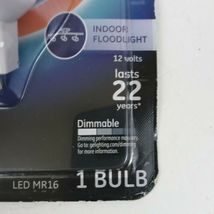 INDOOR
FLOODLIGHT
12 volts
lasts
22
years*
Dimmable
Dimming performance may vary.
Go to: gelighting.com/dimming
for more information.
LED MR16
1 BULB